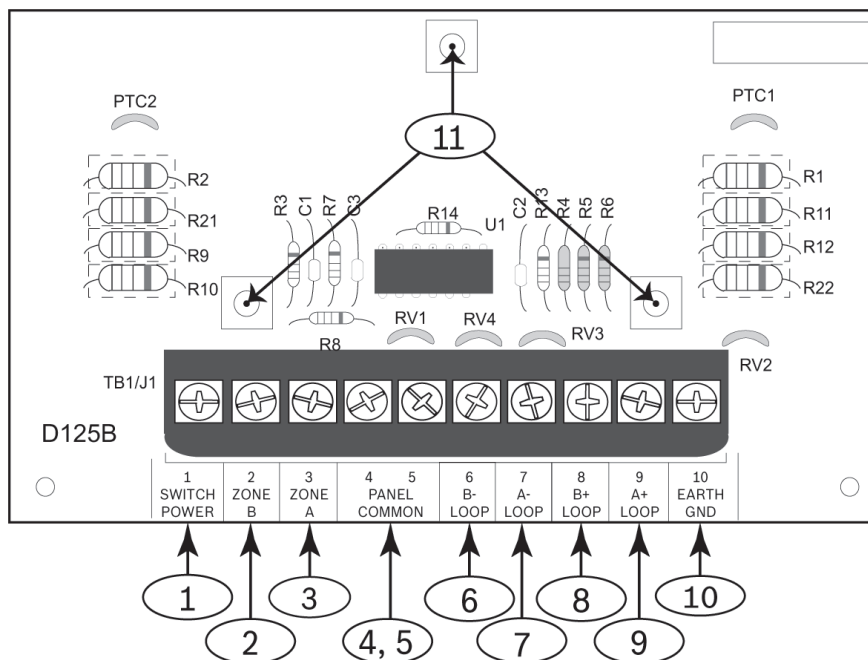 PTC2
PTC1
11
R2
R21
R9
R10
R3
C1
R7
C3
R14
U1
C2
R13
R4
R5
R6
R1
R11
R12
R22
R8
RV1
RV4
RV3
RV2
TB1/J1
D125B
1
SWITCH
POWER
2
ZONE
B
3
ZONE
A
4 5
PANEL
COMMON
6
B-
LOOP
7
A-
LOOP
8
B+
LOOP
9
A+
LOOP
10
EARTH
GND
1
2
3
4, 5
6
7
8
9
10